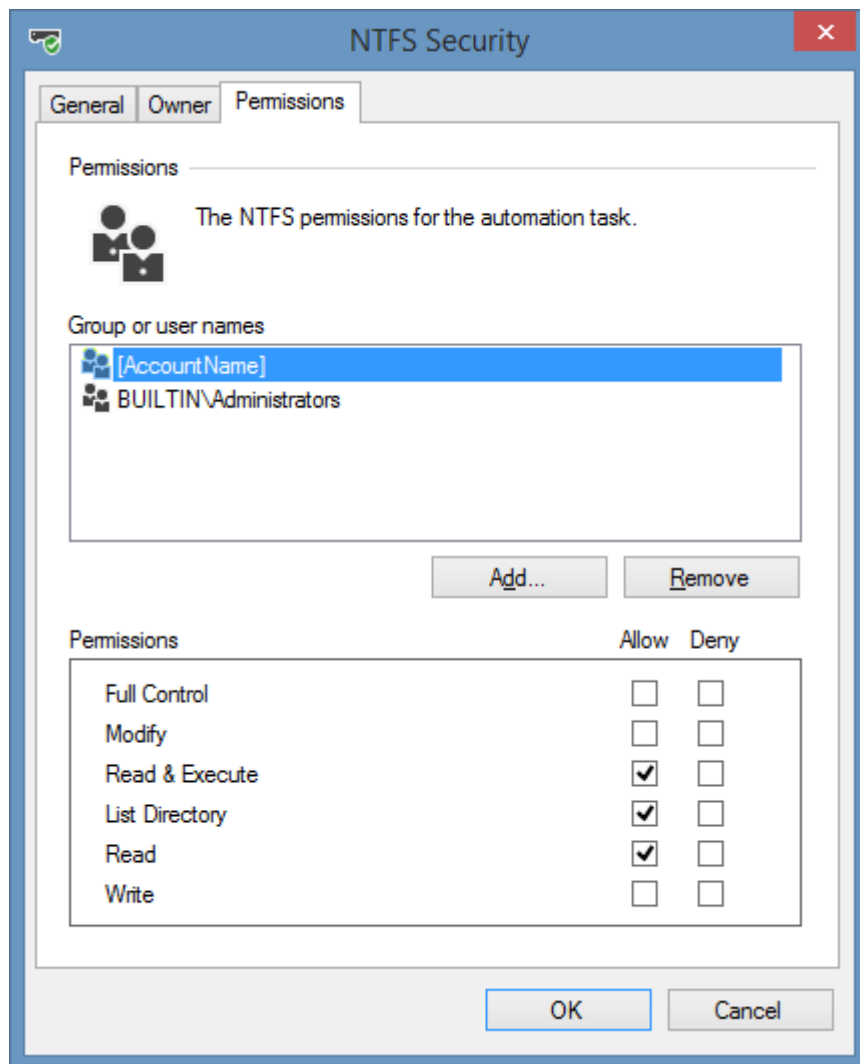 NTFS Security
General Owner Permissions
Permissions
The NTFS permissions for the automation task.
Group or user names
[AccountName]
BUILTIN\Administrators
Add... Remove
Permissions Allow Deny
Full Control
Modify
Read & Execute
List Directory
Read
Write
OK Cancel